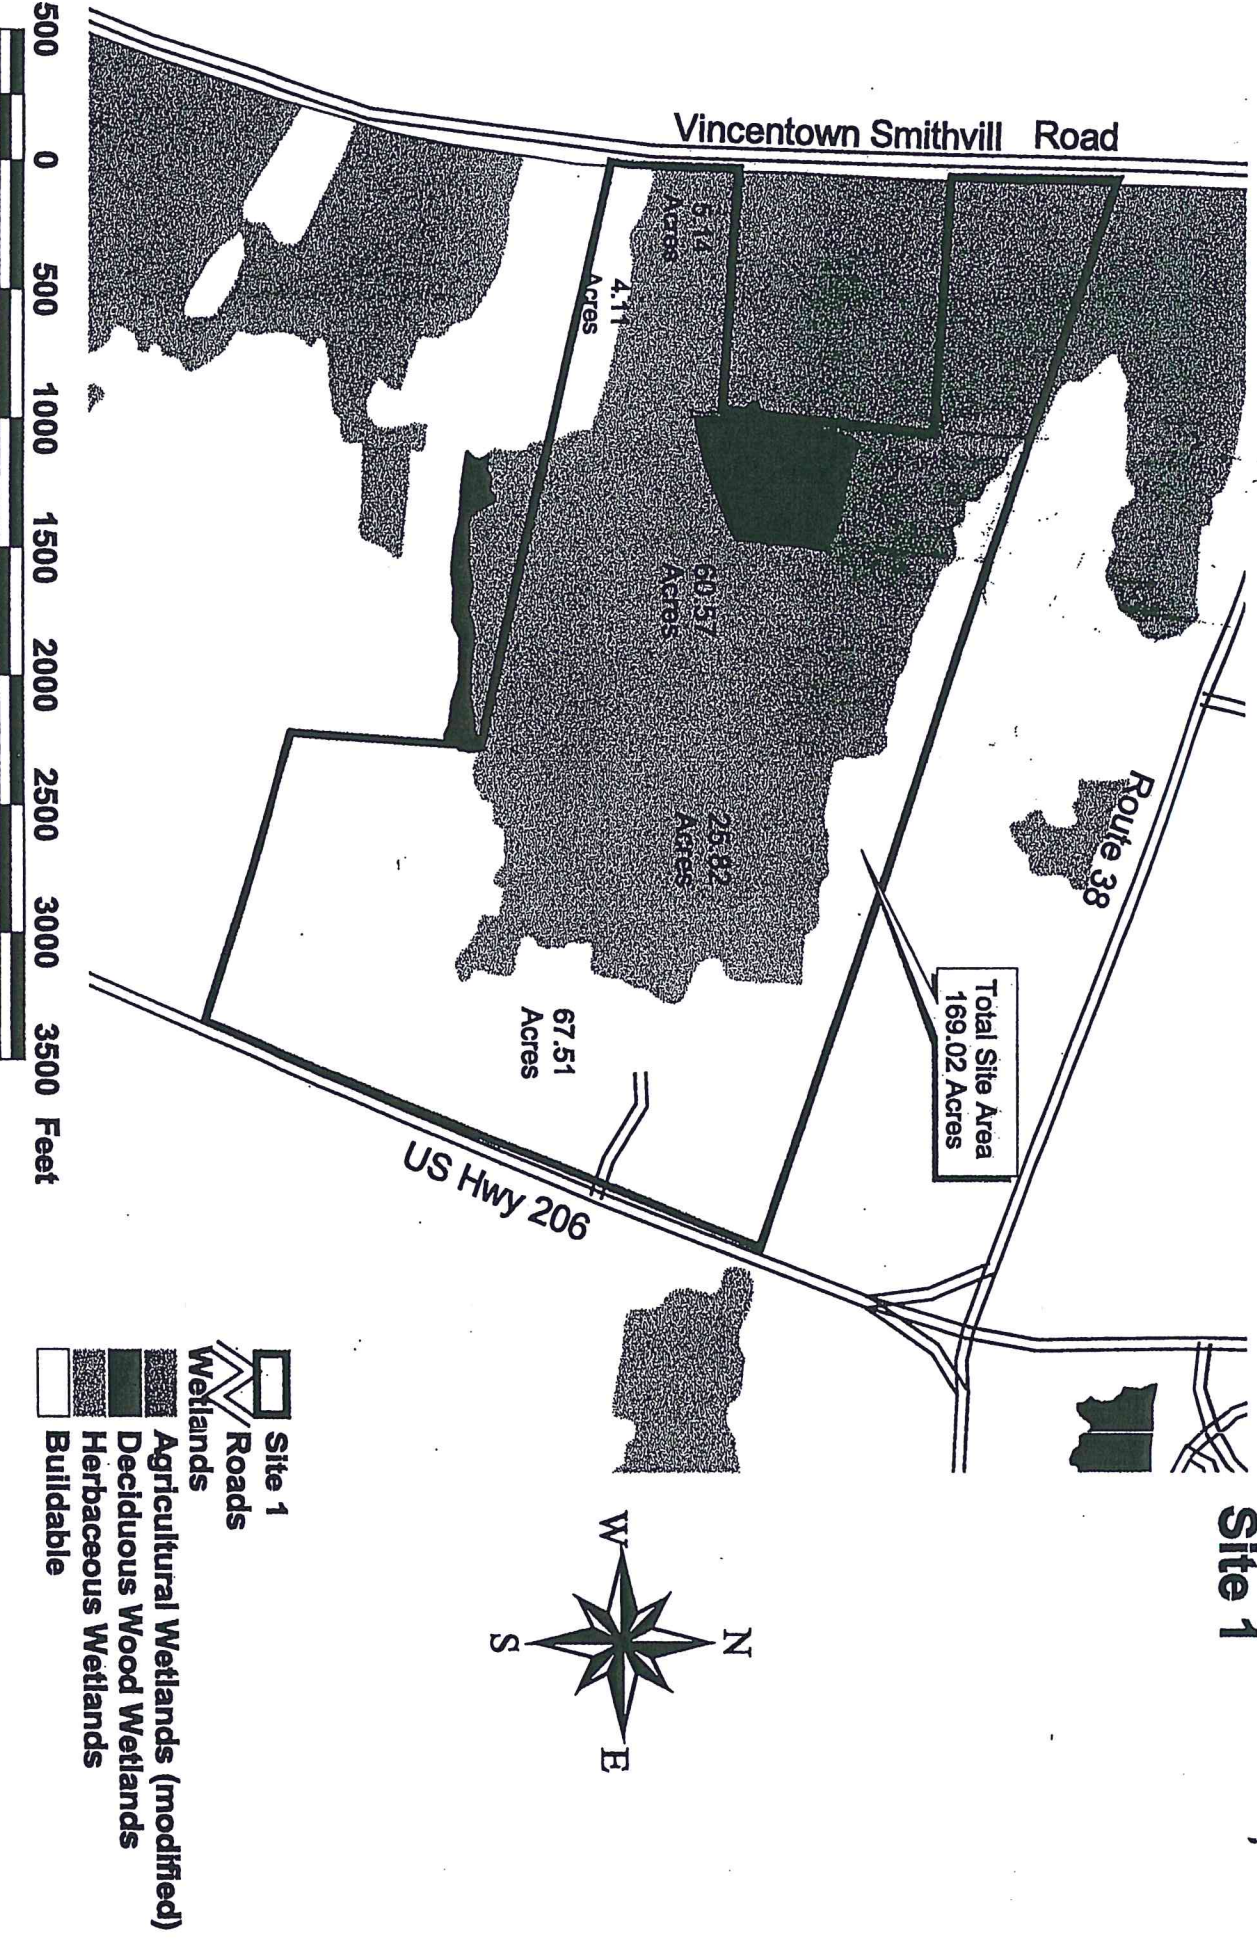 Site 1
Vincentown Smithvill Road
Route 38
Total Site Area
169.02 Acres
5.14
Acres
4.11
Acres
60.57
Acres
25.82
Acres
67.51
Acres
US Hwy 206
N
W
E
S
Site 1
Roads
Wetlands
Agricultural Wetlands (modified)
Deciduous Wood Wetlands
Herbaceous Wetlands
Buildable
500 0 500 1000 1500 2000 2500 3000 3500 Feet